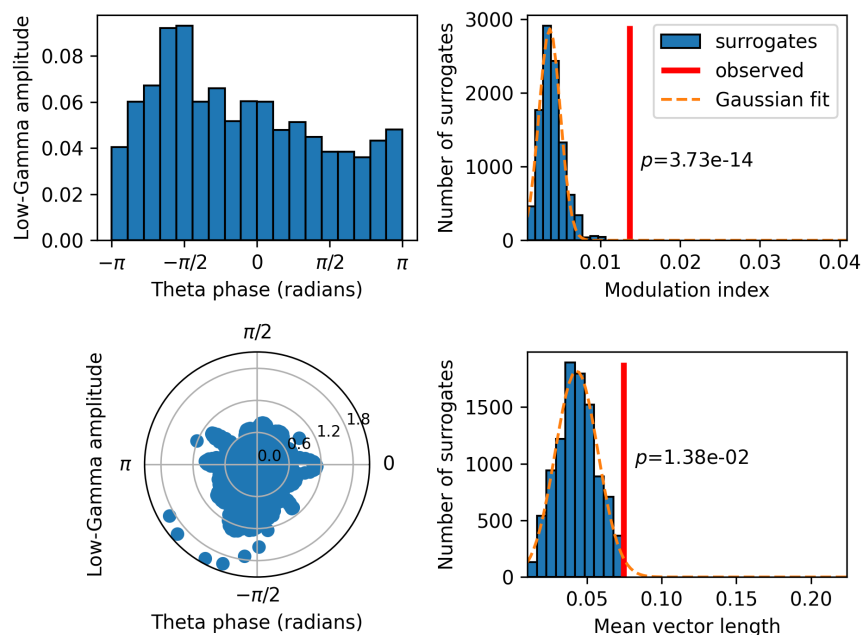 Low-Gamma amplitude
0.08
0.06
0.04
0.02
0.00
−π
−π/2
0
π/2
π
Theta phase (radians)
Number of surrogates
3000
2000
1000
0
surrogates
observed
Gaussian fit
p=3.73e-14
0.01
0.02
0.03
0.04
Modulation index
Low-Gamma amplitude
π/2
π
0
−π/2
0.0
0.6
1.2
1.8
Theta phase (radians)
Number of surrogates
1500
1000
500
0
p=1.38e-02
0.05
0.10
0.15
0.20
Mean vector length